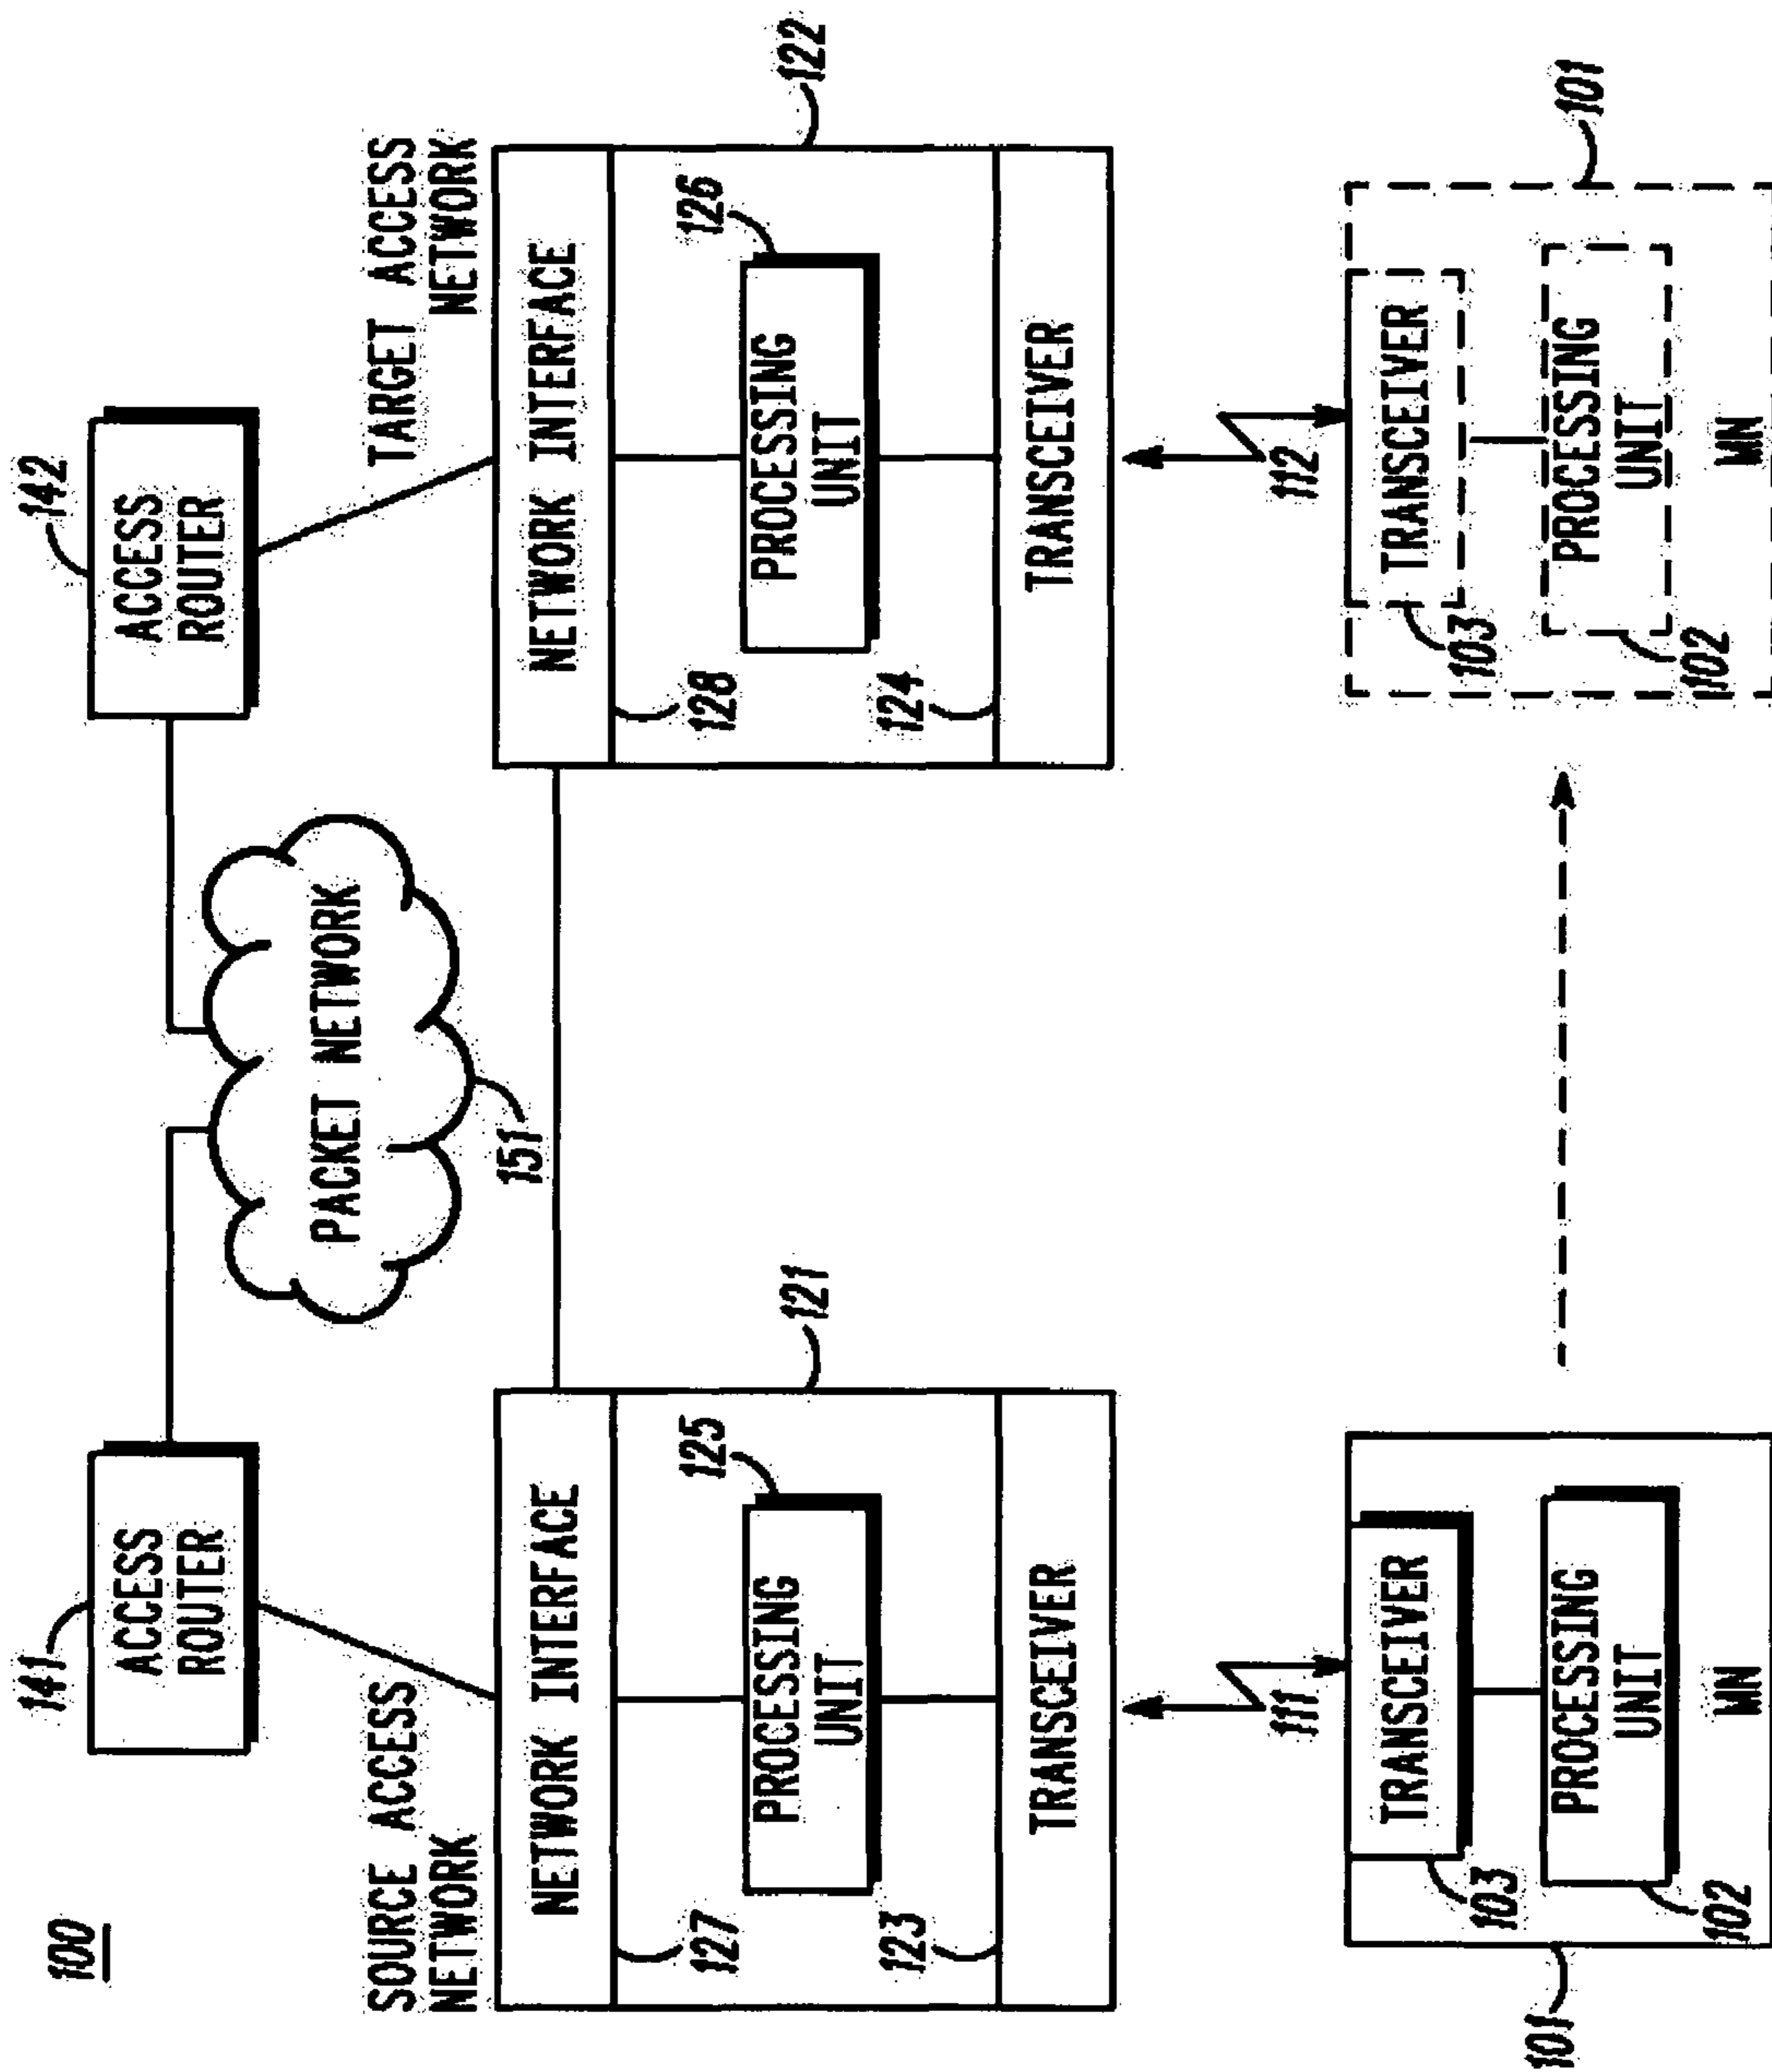 100
141
ACCESS
ROUTER
142
ACCESS
ROUTER
PACKET NETWORK
151
SOURCE ACCESS
NETWORK
TARGET ACCESS
NETWORK
NETWORK INTERFACE
127
125
PROCESSING
UNIT
123
TRANSCEIVER
121
NETWORK INTERFACE
128
126
PROCESSING
UNIT
124
TRANSCEIVER
122
111
112
TRANSCEIVER
103
PROCESSING
UNIT
102
MN
101
TRANSCEIVER
103
PROCESSING
UNIT
102
MN
101